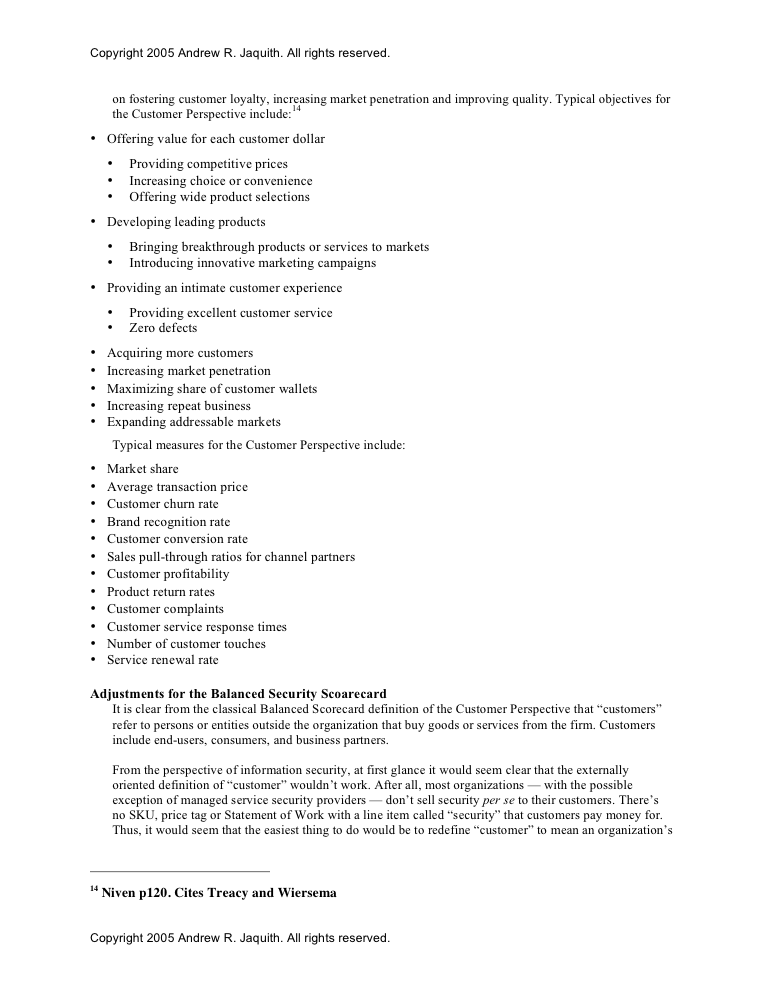 Copyright 2005 Andrew R. Jaquith. All rights reserved.
on fostering customer loyalty, increasing market penetration and improving quality. Typical objectives for
the Customer Perspective include:14
• Offering value for each customer dollar
• Providing competitive prices
• Increasing choice or convenience
• Offering wide product selections
• Developing leading products
• Bringing breakthrough products or services to markets
• Introducing innovative marketing campaigns
• Providing an intimate customer experience
• Providing excellent customer service
• Zero defects
• Acquiring more customers
• Increasing market penetration
• Maximizing share of customer wallets
• Increasing repeat business
• Expanding addressable markets
Typical measures for the Customer Perspective include:
• Market share
• Average transaction price
• Customer churn rate
• Brand recognition rate
• Customer conversion rate
• Sales pull-through ratios for channel partners
• Customer profitability
• Product return rates
• Customer complaints
• Customer service response times
• Number of customer touches
• Service renewal rate
Adjustments for the Balanced Security Scoarecard
It is clear from the classical Balanced Scorecard definition of the Customer Perspective that “customers”
refer to persons or entities outside the organization that buy goods or services from the firm. Customers
include end-users, consumers, and business partners.
From the perspective of information security, at first glance it would seem clear that the externally
oriented definition of “customer” wouldn’t work. After all, most organizations — with the possible
exception of managed service security providers — don’t sell security per se to their customers. There’s
no SKU, price tag or Statement of Work with a line item called “security” that customers pay money for.
Thus, it would seem that the easiest thing to do would be to redefine “customer” to mean an organization’s
14 Niven p120. Cites Treacy and Wiersema
Copyright 2005 Andrew R. Jaquith. All rights reserved.